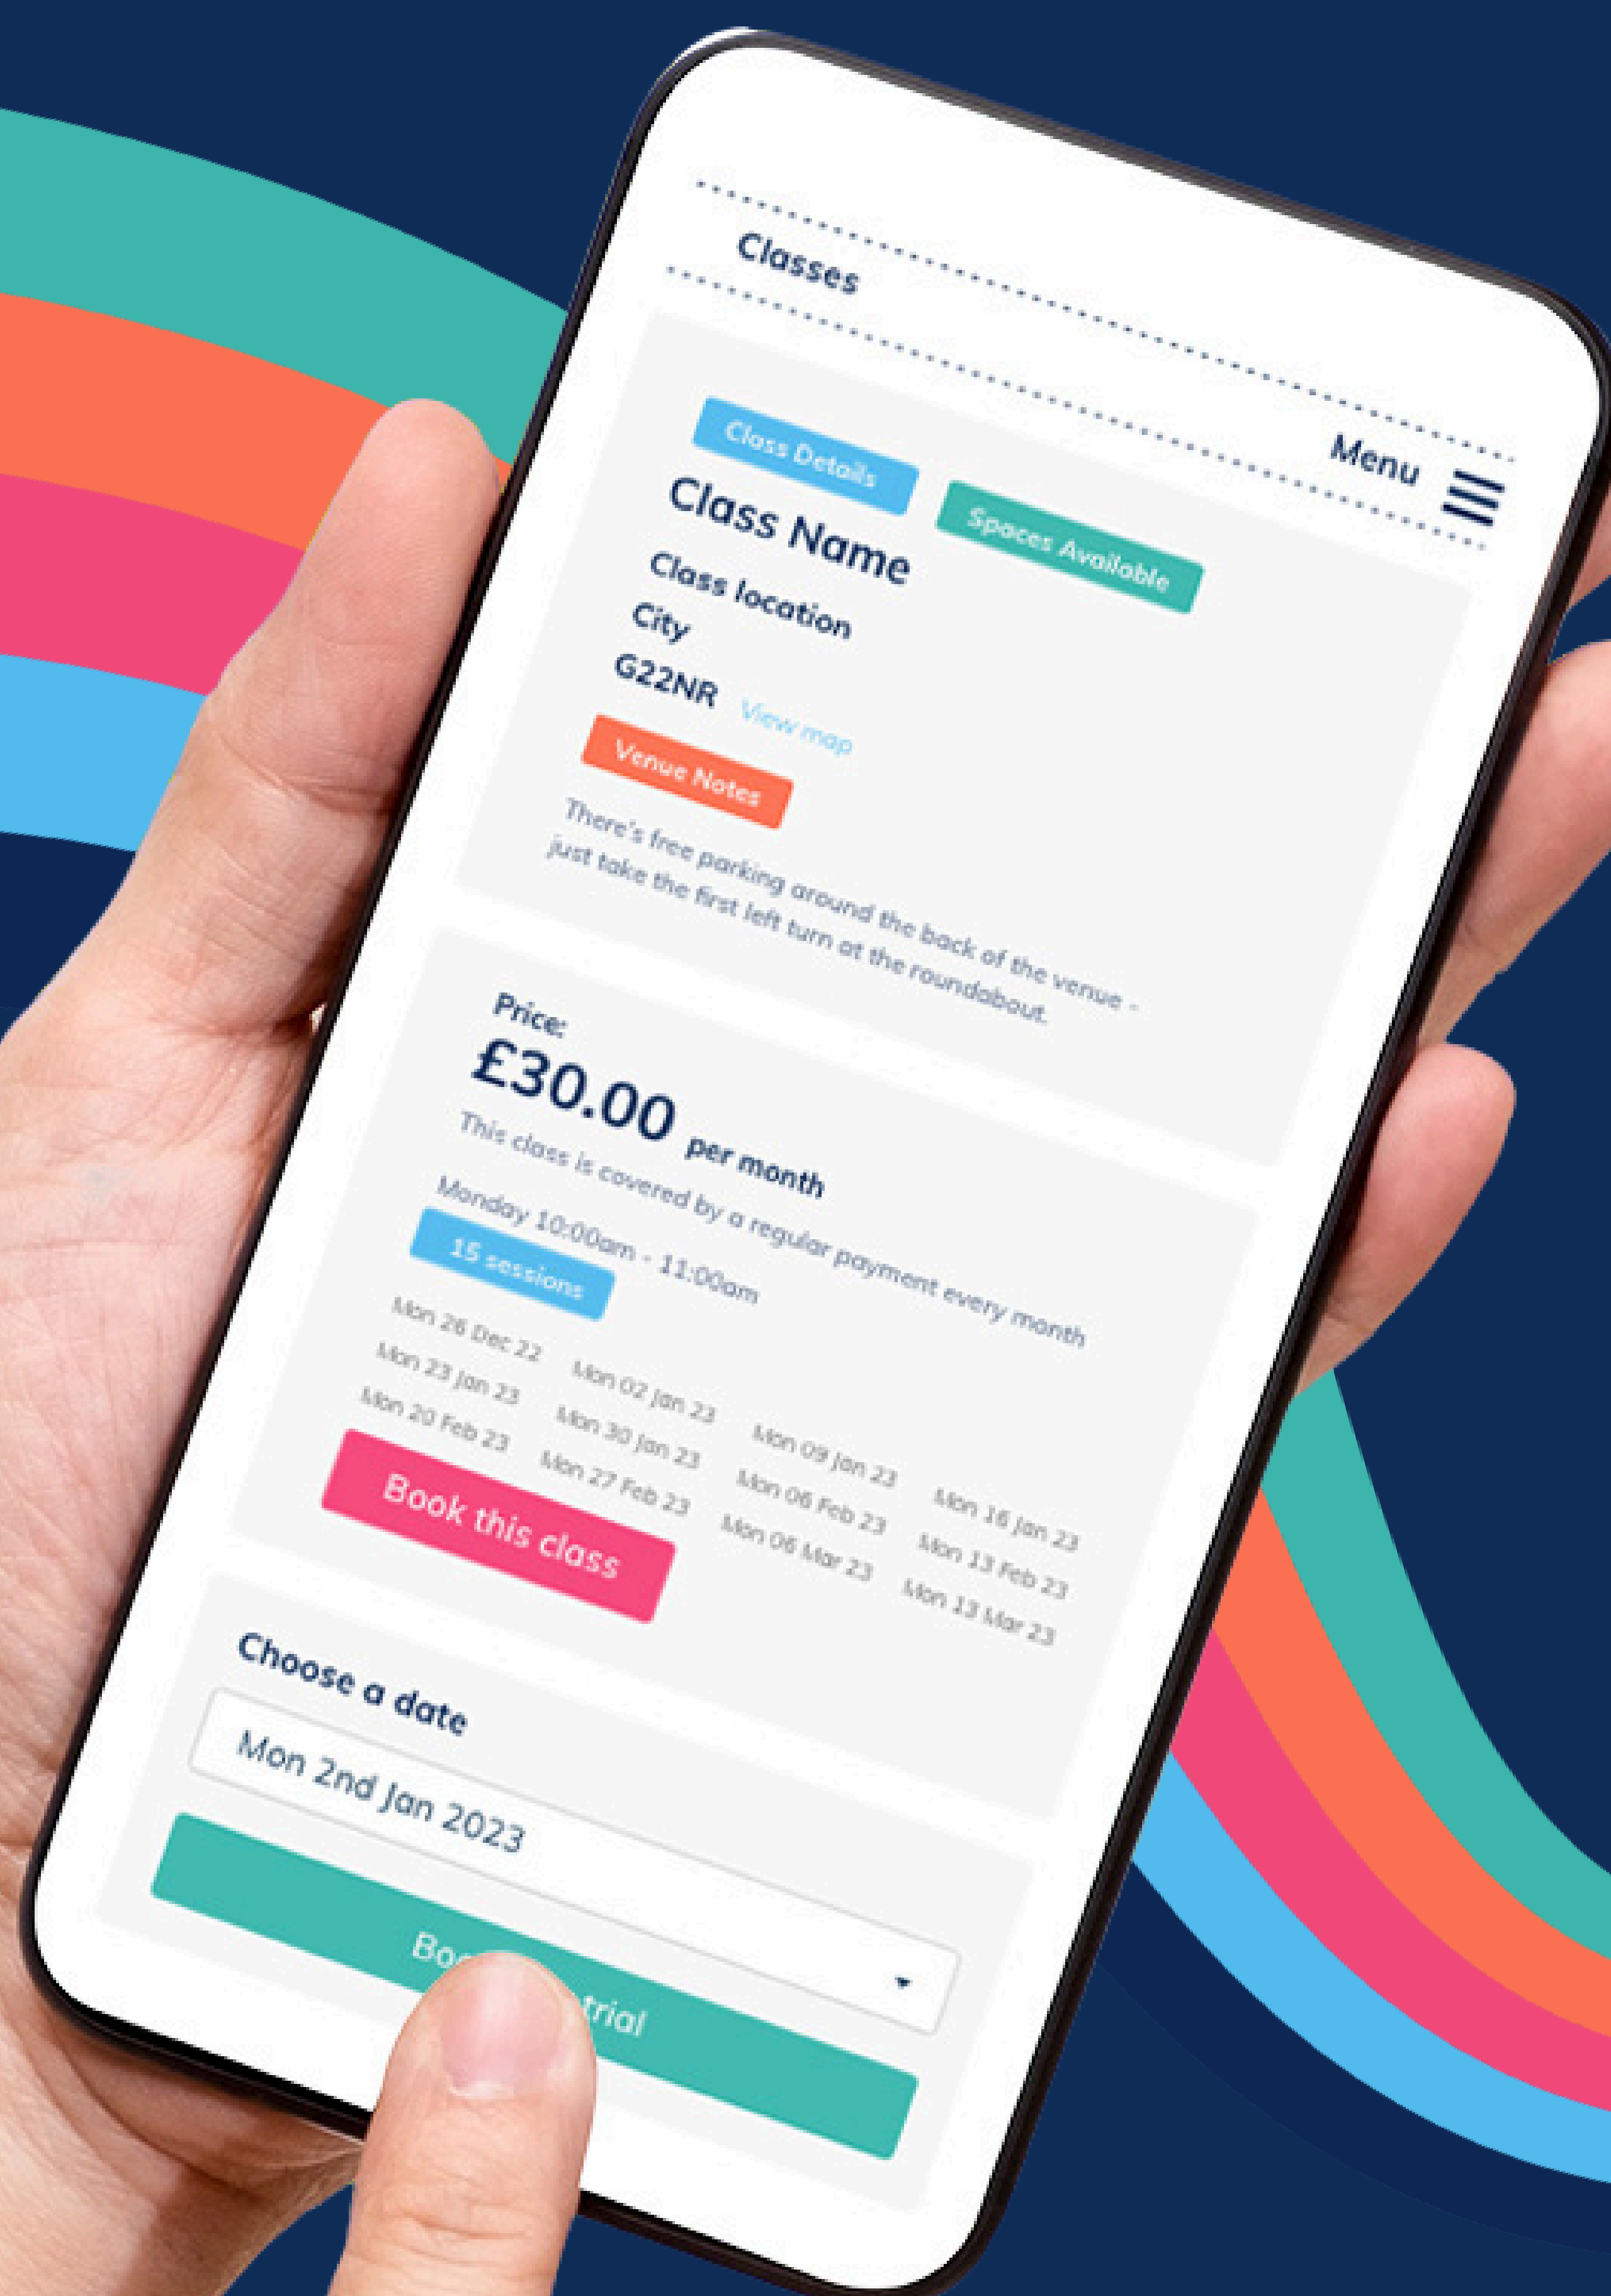 Classes
Menu
Class Details Spaces Available
Class Name
Class location
City
G22NR View map
Venue Notes
There's free parking around the back of the venue -
just take the first left turn at the roundabout.
Price:
£30.00 per month
This class is covered by a regular payment every month
Monday 10:00am - 11:00am
15 sessions
Mon 26 Dec 22 Mon 02 Jan 23 Mon 09 Jan 23 Mon 16 Jan 23
Mon 23 Jan 23 Mon 30 Jan 23 Mon 06 Feb 23 Mon 13 Feb 23
Mon 20 Feb 23 Mon 27 Feb 23 Mon 06 Mar 23 Mon 13 Mar 23
Book this class
Choose a date
Mon 2nd Jan 2023
trial